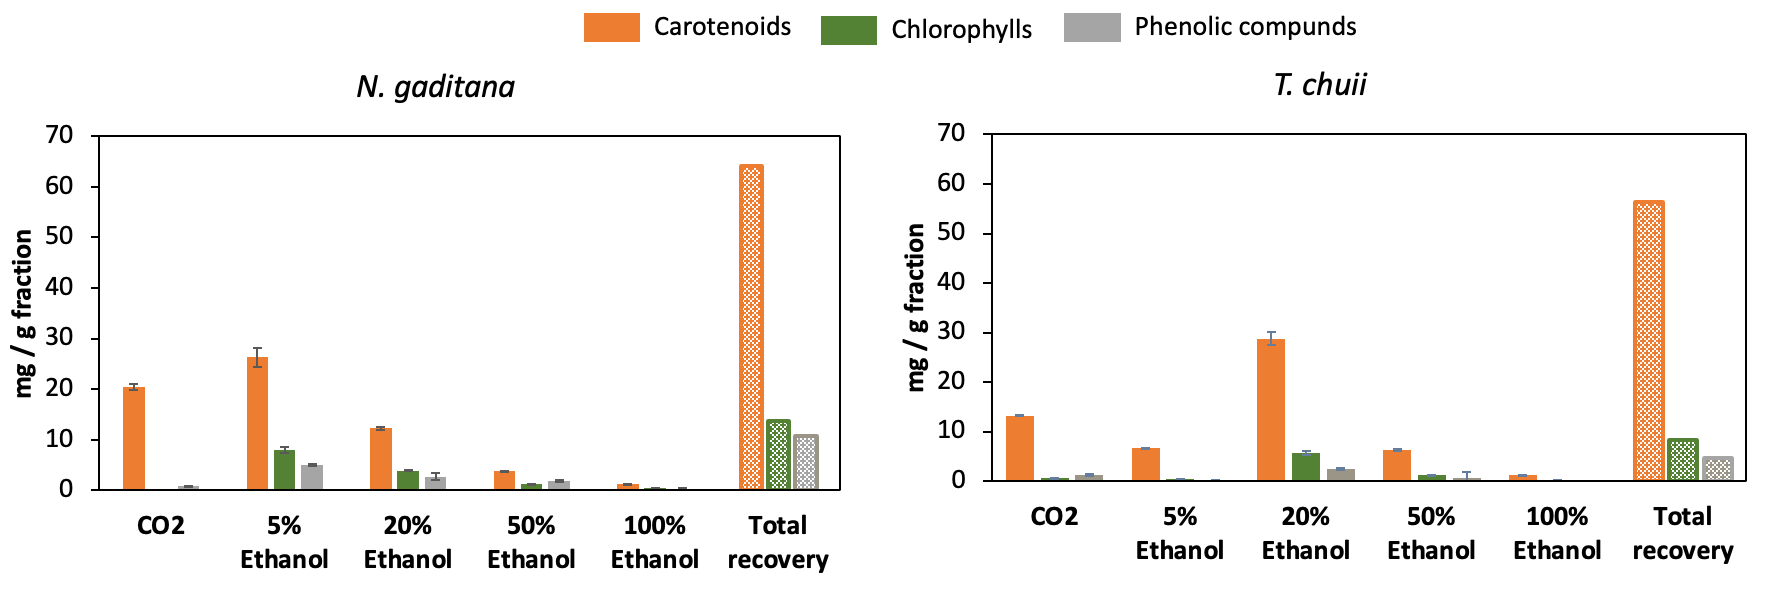 Carotenoids Chlorophylls Phenolic compunds
N. gaditana
mg / g fraction
70
60
50
40
30
20
10
0
CO2 5% Ethanol 20% Ethanol 50% Ethanol 100% Ethanol Total recovery
T. chuii
mg / g fraction
70
60
50
40
30
20
10
0
CO2 5% Ethanol 20% Ethanol 50% Ethanol 100% Ethanol Total recovery